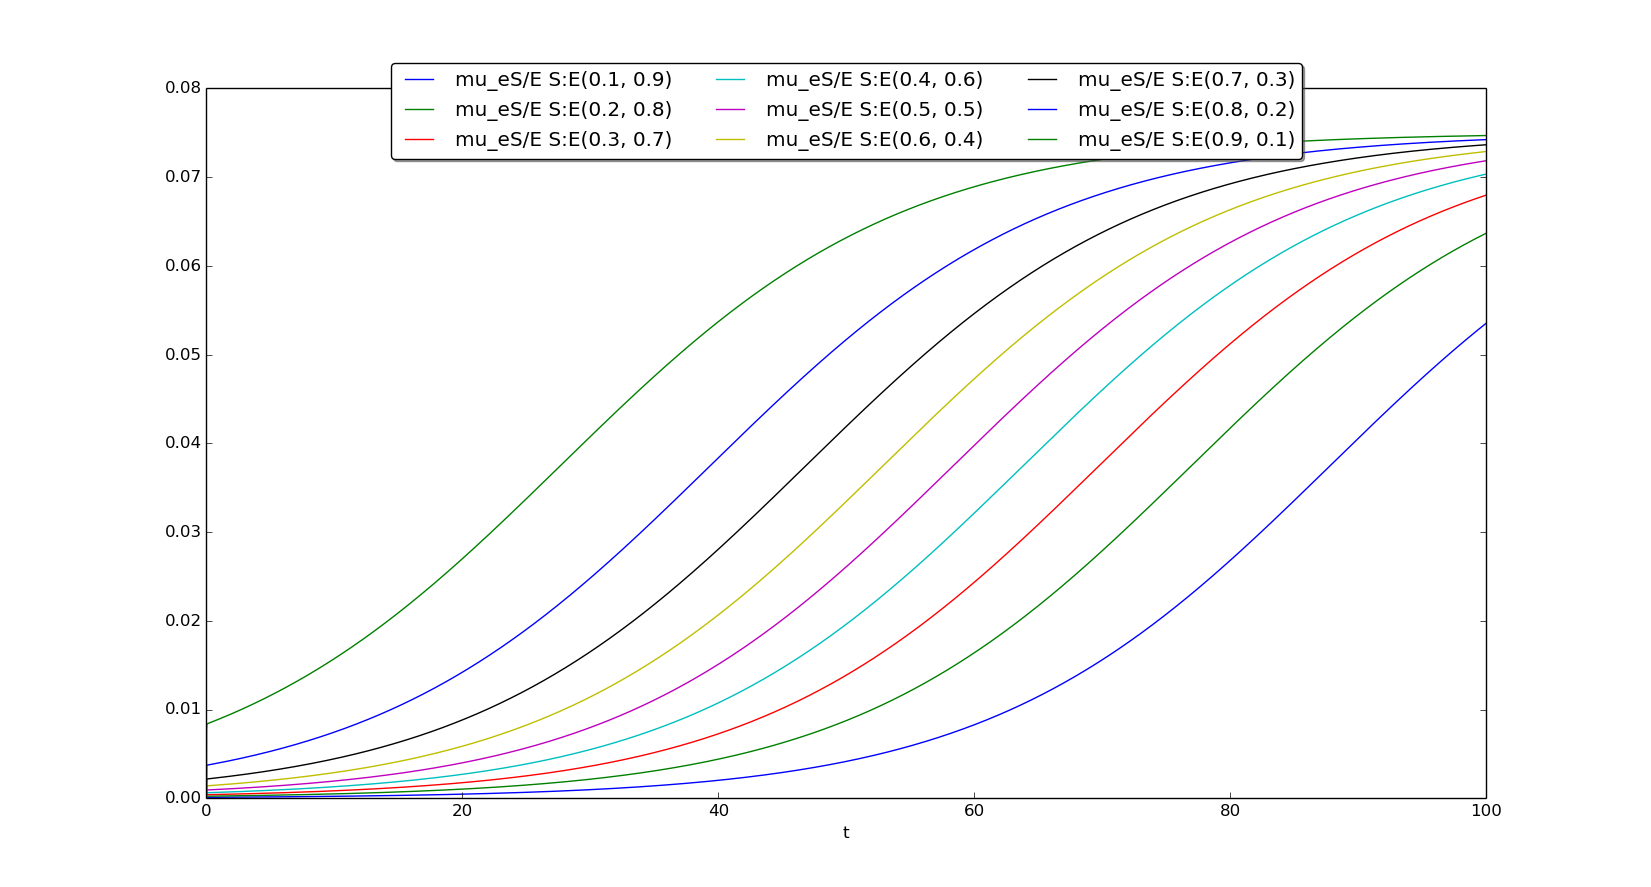 mu_eS/E S:E(0.1, 0.9) mu_eS/E S:E(0.4, 0.6) mu_eS/E S:E(0.7, 0.3)
mu_eS/E S:E(0.2, 0.8) mu_eS/E S:E(0.5, 0.5) mu_eS/E S:E(0.8, 0.2)
mu_eS/E S:E(0.3, 0.7) mu_eS/E S:E(0.6, 0.4) mu_eS/E S:E(0.9, 0.1)
0.08
0.07
0.06
0.05
0.04
0.03
0.02
0.01
0.00
0 20 40 60 80 100
t